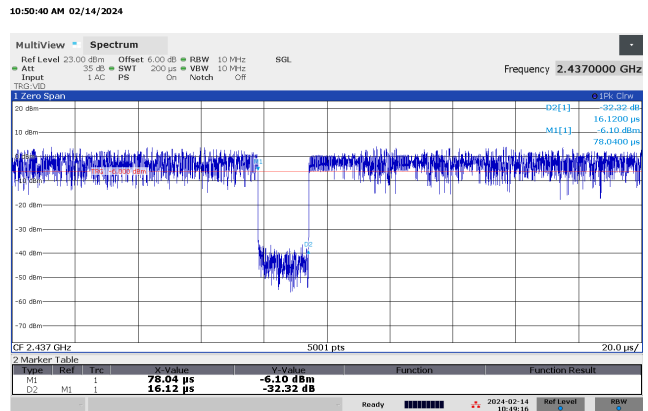 10:50:40 AM 02/14/2024
MultiView Spectrum
Ref Level 23.00 dBm Offset 6.00 dB RBW 10 MHz SGL
Att 35 dB SWT 200 µs VBW 10 MHz
Input 1 AC PS On Notch Off
Frequency 2.4370000 GHz
TRG:VID
1 Zero Span 1Pk Clrw
D2[1] -32.32 dB
16.1200 µs
M1[1] -6.10 dBm
78.0400 µs
20 dBm
10 dBm
-10 dBm
-20 dBm
-30 dBm
-40 dBm
-50 dBm
-60 dBm
-70 dBm
D2
CF 2.437 GHz 5001 pts 20.0 µs/
2 Marker Table
Type Ref Trc X-Value Y-Value Function Function Result
M1 1 78.04 µs -6.10 dBm
D2 M1 1 16.12 µs -32.32 dB
Ready 2024-02-14 Ref Level RBW
10:49:16